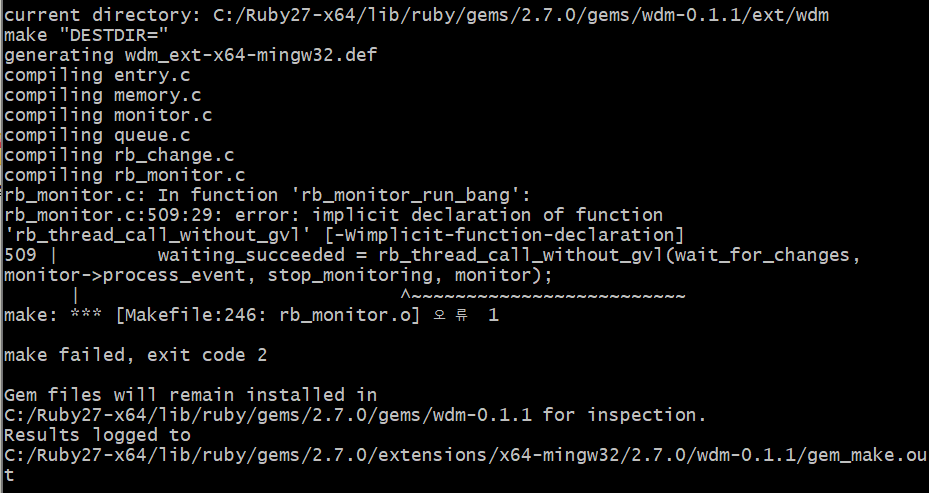 current directory: C:/Ruby27-x64/lib/ruby/gems/2.7.0/gems/wdm-0.1.1/ext/wdm
make "DESTDIR="
generating wdm_ext-x64-mingw32.def
compiling entry.c
compiling memory.c
compiling monitor.c
compiling queue.c
compiling rb_change.c
compiling rb_monitor.c
rb_monitor.c: In function 'rb_monitor_run_bang':
rb_monitor.c:509:29: error: implicit declaration of function
'rb_thread_call_without_gvl' [-Wimplicit-function-declaration]
509 |         waiting_succeeded = rb_thread_call_without_gvl(wait_for_changes,
monitor->process_event, stop_monitoring, monitor);
      |                             ^~~~~~~~~~~~~~~~~~~~~~~~~~
make: *** [Makefile:246: rb_monitor.o] 오류 1
make failed, exit code 2
Gem files will remain installed in
C:/Ruby27-x64/lib/ruby/gems/2.7.0/gems/wdm-0.1.1 for inspection.
Results logged to
C:/Ruby27-x64/lib/ruby/gems/2.7.0/extensions/x64-mingw32/2.7.0/wdm-0.1.1/gem_make.ou
t